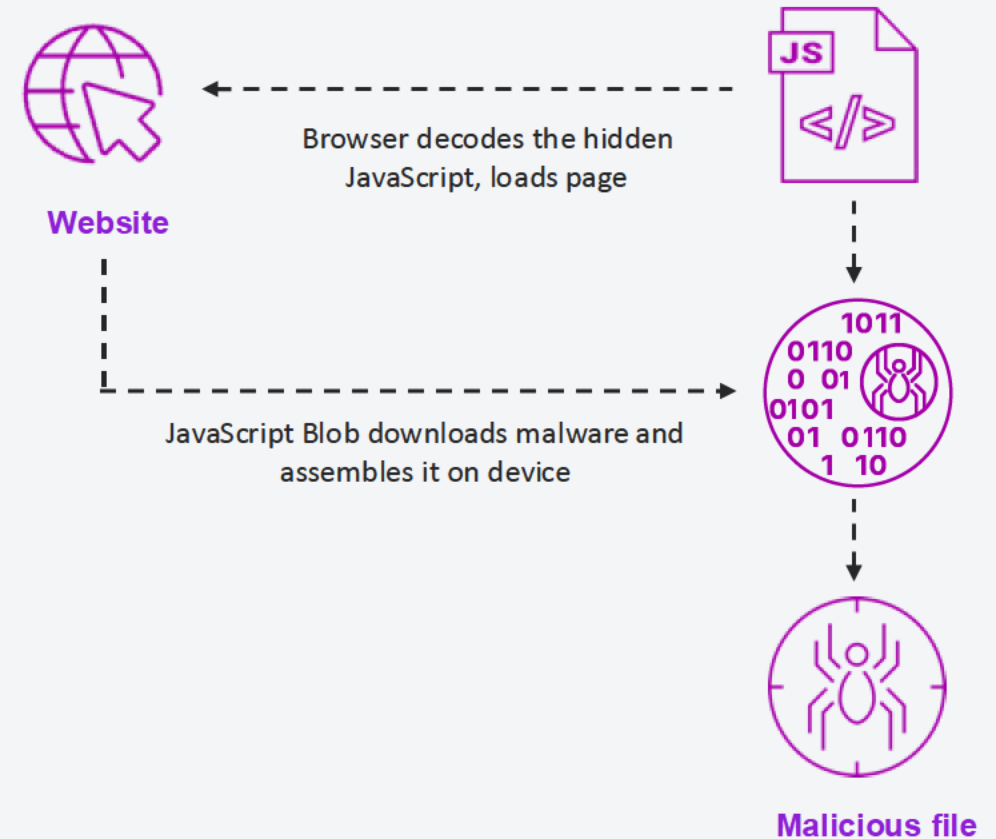 JS
</>
Browser decodes the hidden
JavaScript, loads page
Website
1011
0110
0 01
0101
01 0110
1 10
JavaScript Blob downloads malware and
assembles it on device
Malicious file